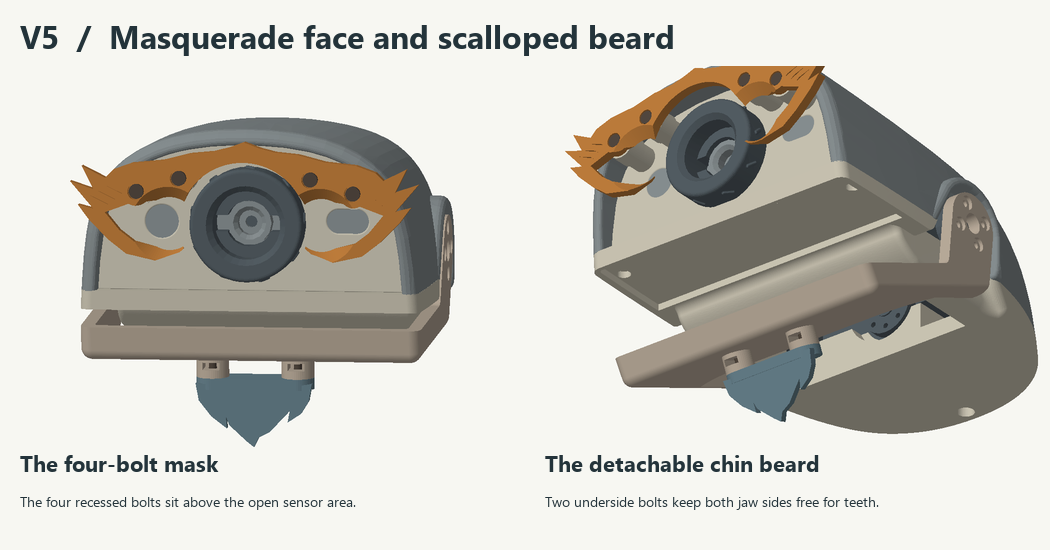 V5 / Masquerade face and scalloped beard
The four-bolt mask
The four recessed bolts sit above the open sensor area.
The detachable chin beard
Two underside bolts keep both jaw sides free for teeth.